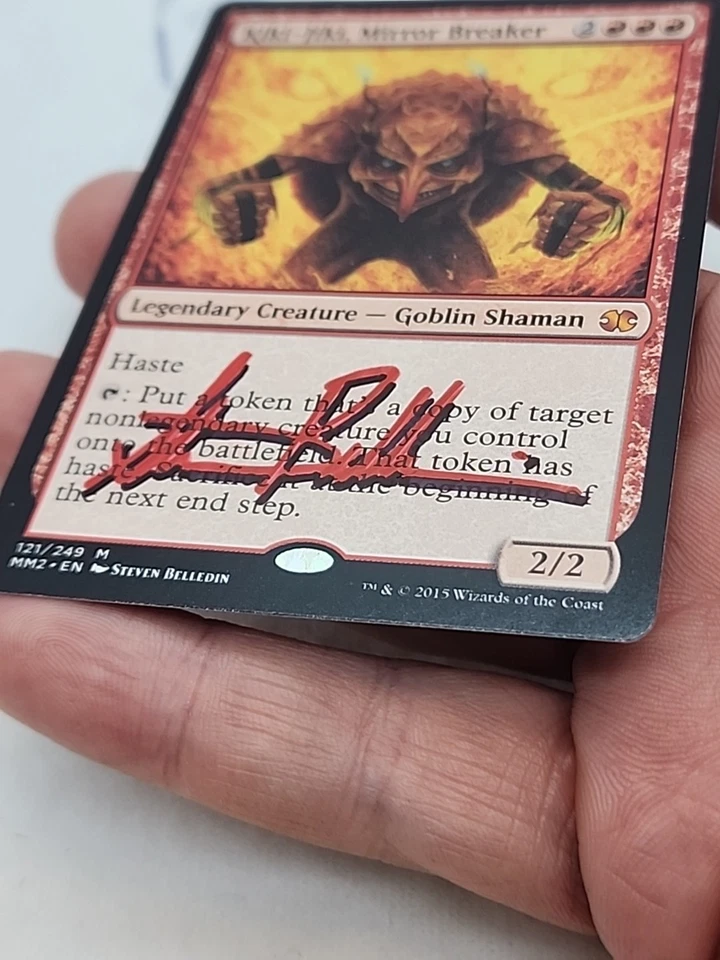 Kiki-Jiki, Mirror Breaker 2
Legendary Creature — Goblin Shaman
Haste
: Put a token that's a copy of target
nonlegendary creature you control
onto the battlefield. That token has
haste. Sacrifice it at the beginning of
the next end step.
2/2
121/249 M
MM2 • EN Steven Belledin
™ & © 2015 Wizards of the Coast